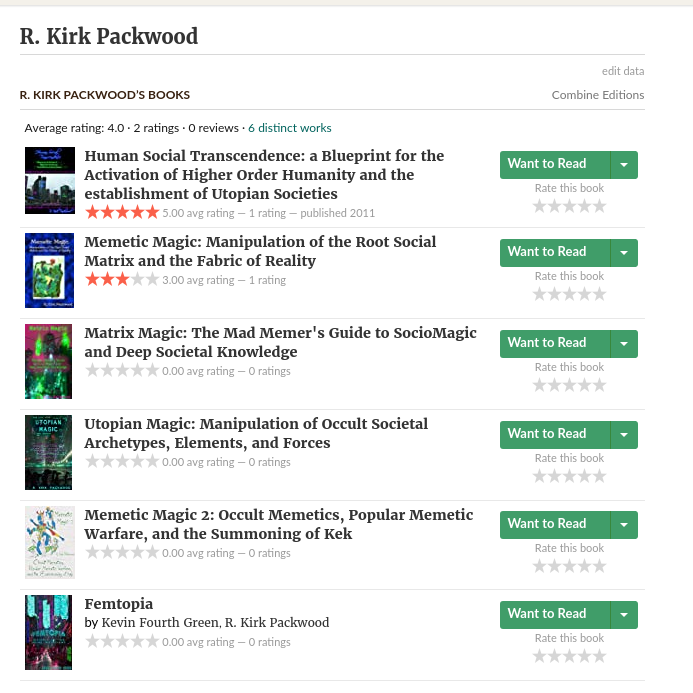 R. Kirk Packwood
edit data
R. KIRK PACKWOOD'S BOOKS
Combine Editions
Average rating: 4.0 · 2 ratings · 0 reviews · 6 distinct works
Human Social Transcendence: a Blueprint for the
Activation of Higher Order Humanity and the
establishment of Utopian Societies
5.00 avg rating — 1 rating — published 2011
Want to Read
Rate this book
Memetic Magic: Manipulation of the Root Social
Matrix and the Fabric of Reality
3.00 avg rating — 1 rating
Want to Read
Rate this book
Matrix Magic: The Mad Memer's Guide to SocioMagic
and Deep Societal Knowledge
0.00 avg rating — 0 ratings
Want to Read
Rate this book
UTOPIAN
MAGIC
Utopian Magic: Manipulation of Occult Societal
Archetypes, Elements, and Forces
0.00 avg rating — 0 ratings
Want to Read
Rate this book
Memetic Magic 2: Occult Memetics, Popular Memetic
Warfare, and the Summoning of Kek
0.00 avg rating — 0 ratings
Want to Read
Rate this book
Femtopia
by Kevin Fourth Green, R. Kirk Packwood
0.00 avg rating — 0 ratings
Want to Read
Rate this book